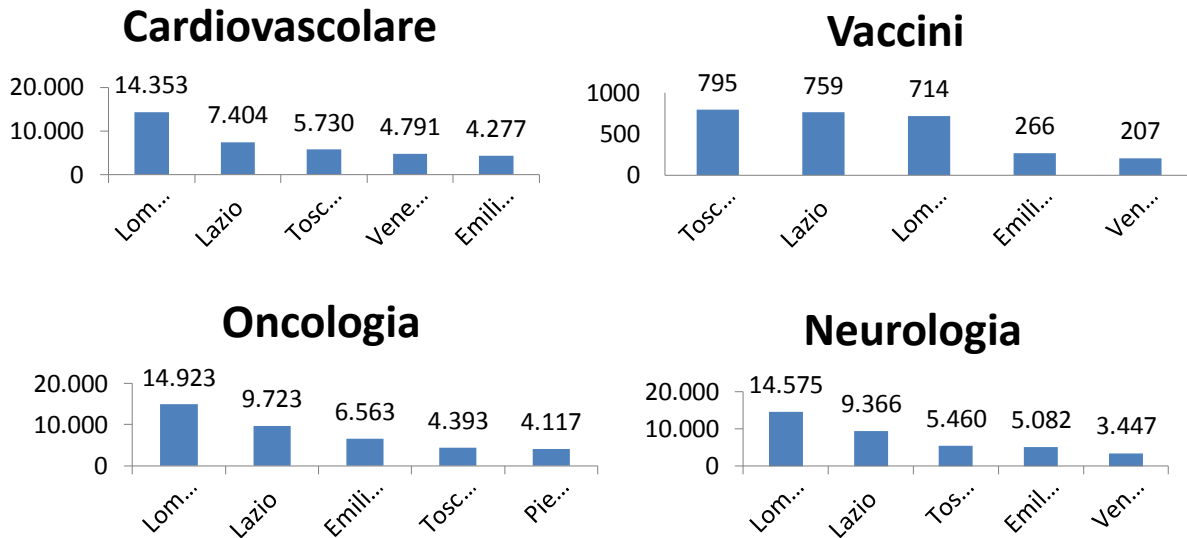 Cardiovascolare
20.000
10.000
0
14.353
7.404
5.730
4.791
4.277
Lom...
Lazio
Tosc...
Vene...
Emili...
Vaccini
1000
500
0
795
759
714
266
207
Tosc...
Lazio
Lom...
Emili...
Ven...
Oncologia
20.000
10.000
0
14.923
9.723
6.563
4.393
4.117
Lom...
Lazio
Emili...
Tosc...
Pie...
Neurologia
20.000
10.000
0
14.575
9.366
5.460
5.082
3.447
Lom...
Lazio
Tos...
Emil...
Ven...